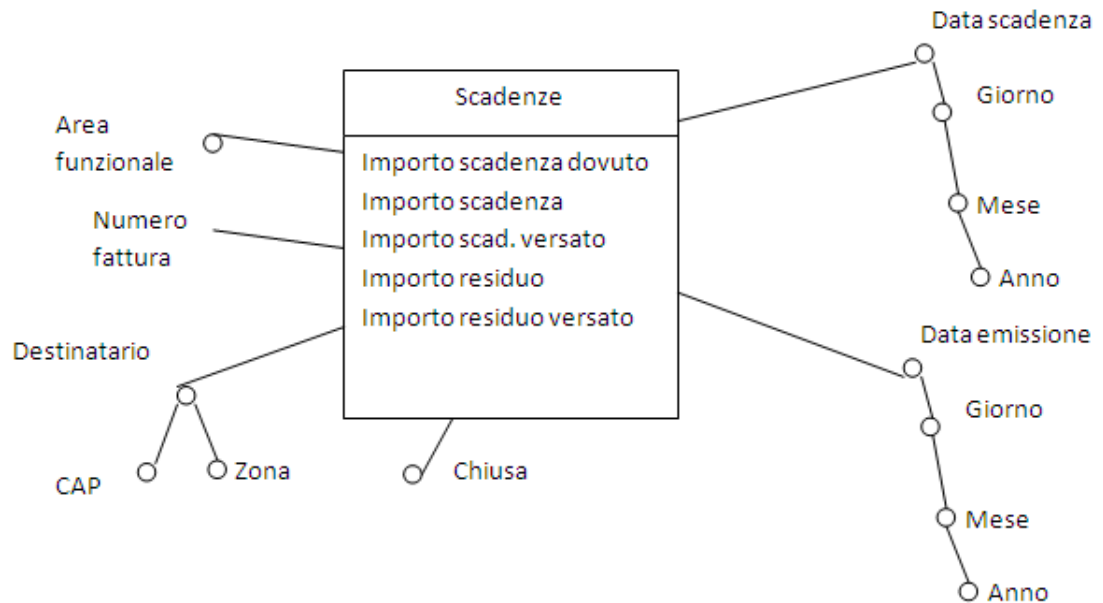 Data scadenza
Scadenze
Giorno
Area
funzionale
Importo scadenza dovuto
Importo scadenza
Mese
Numero
fattura
Importo scad. versato
Importo residuo
Anno
Importo residuo versato
Data emissione
Destinatario
Giorno
CAP
Zona
Chiusa
Mese
Anno